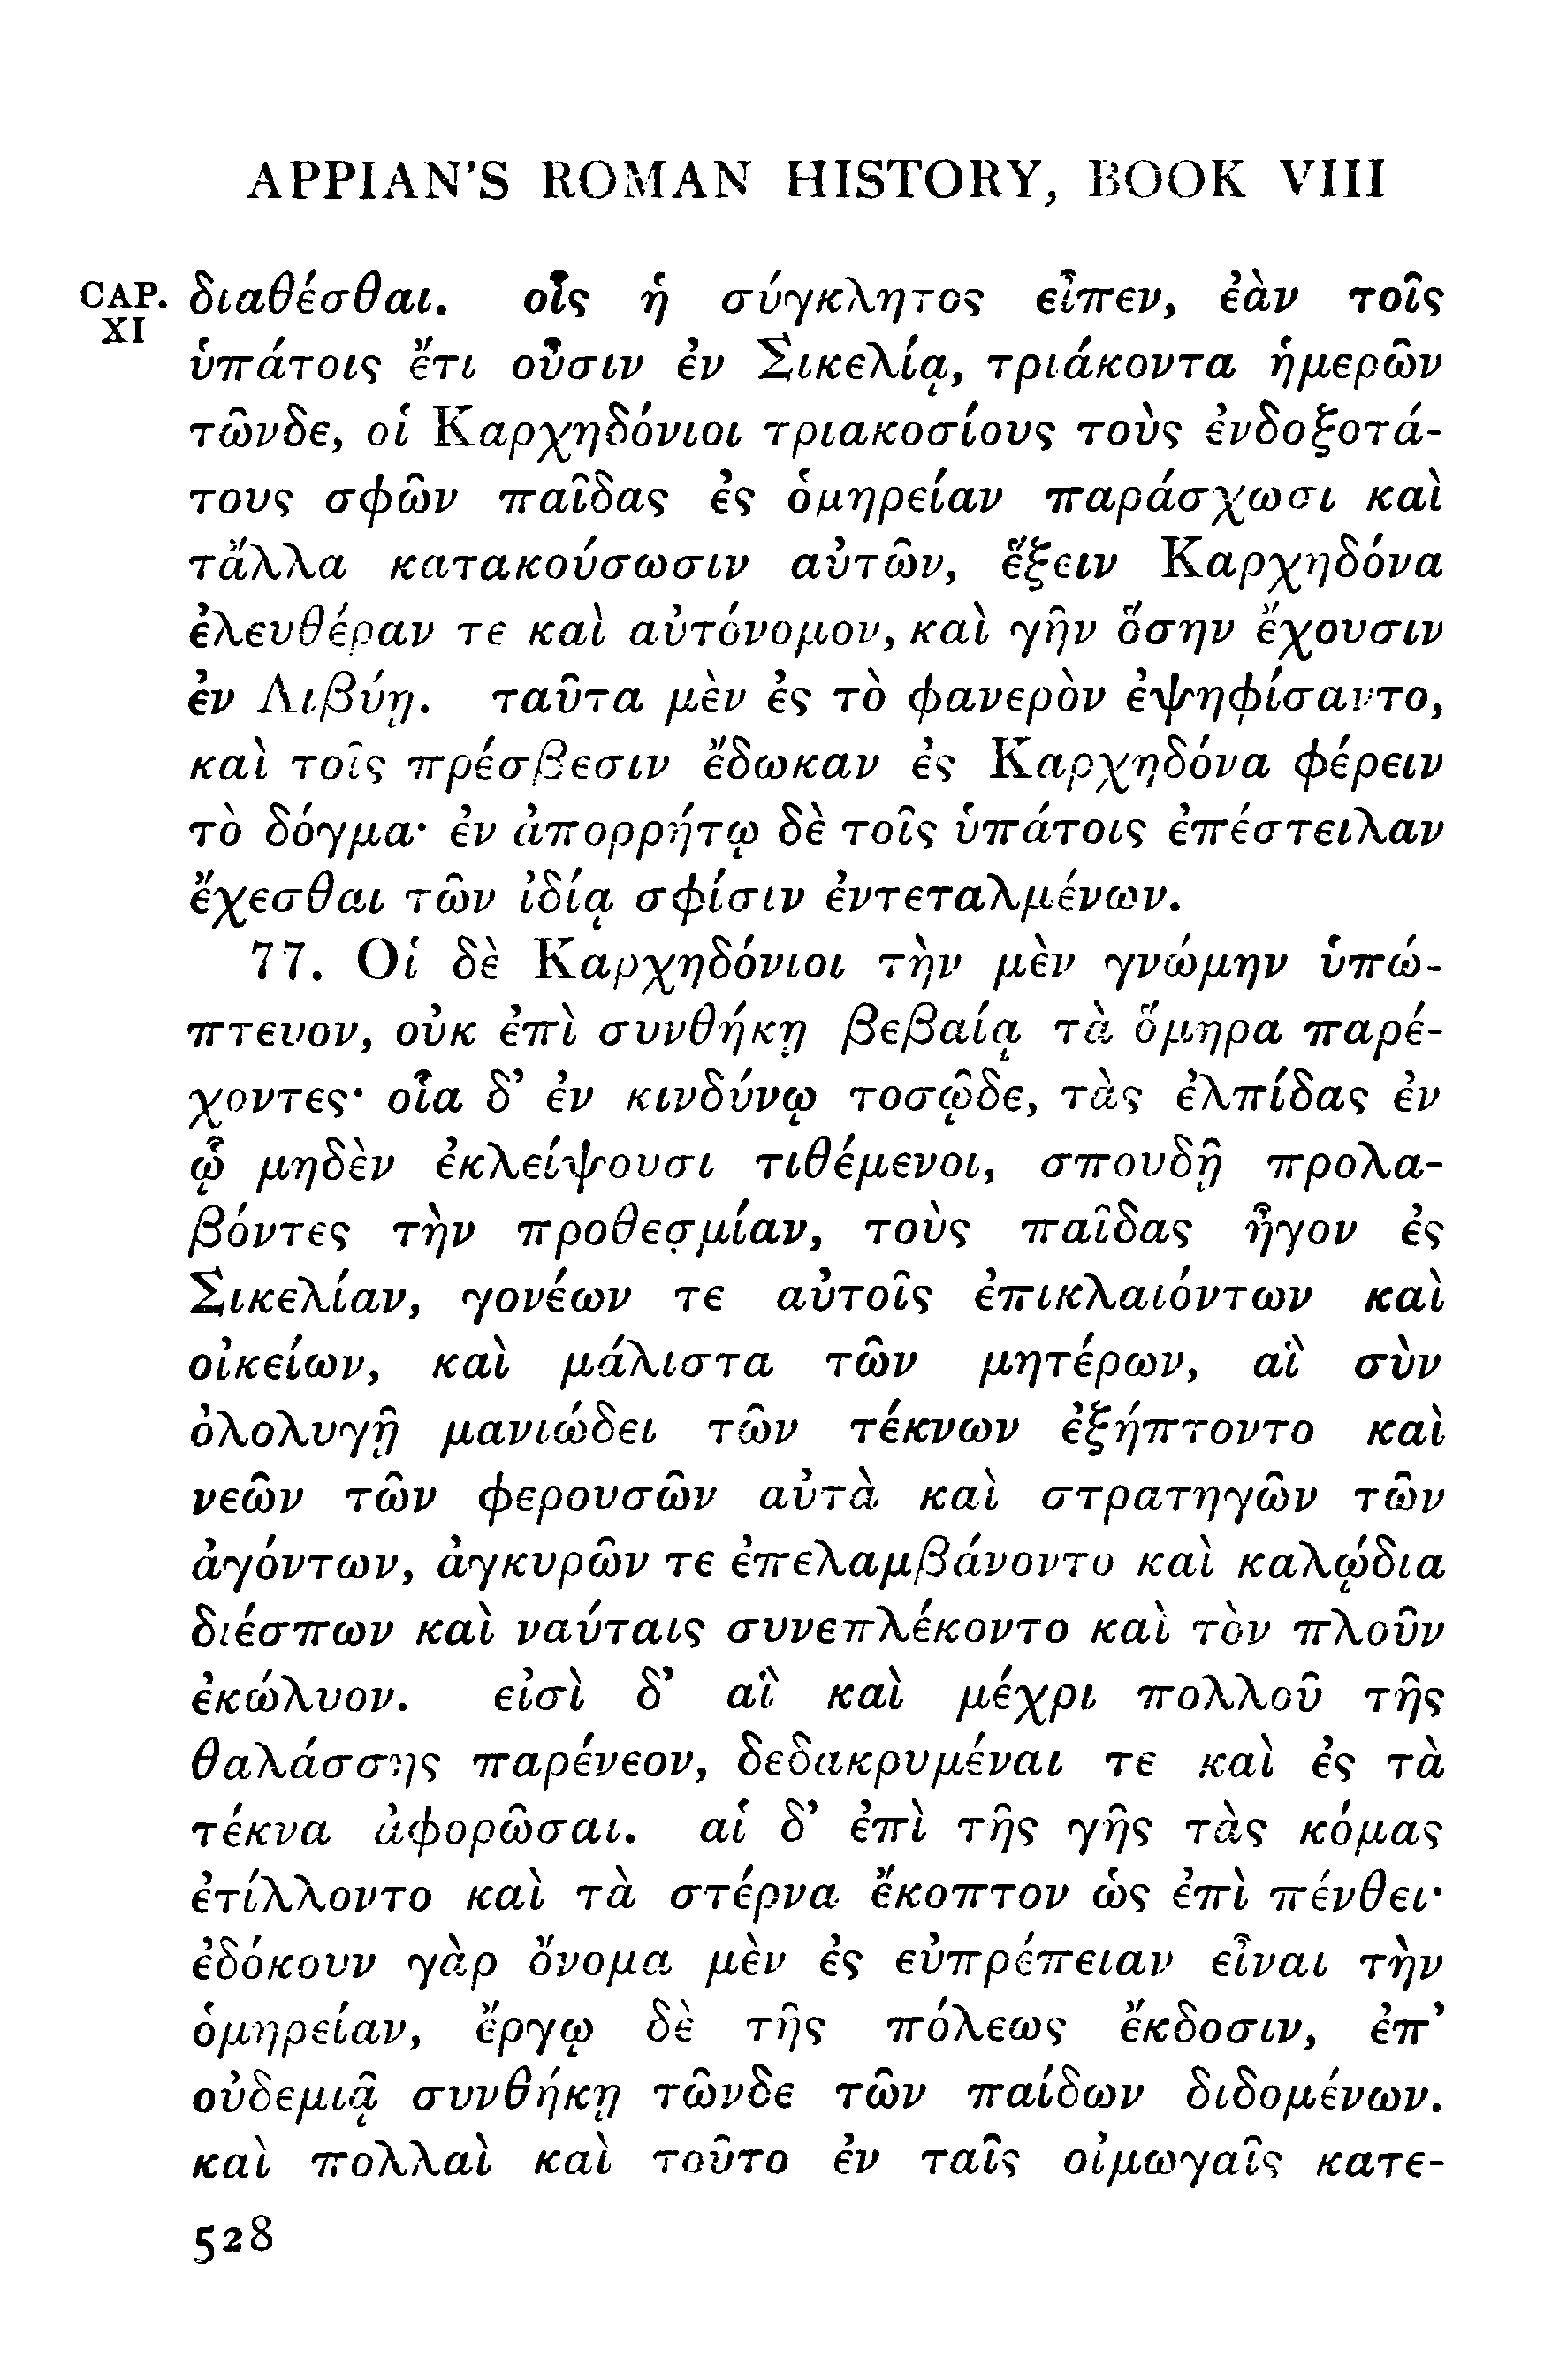 APPIAN'S ROMAN HISTORY, BOOK VIII
CAP. XI
διαθέσθαι. οἷς ἡ σύγκλητος εἶπεν, ἐὰν τοῖς
ὑπάτοις ἔτι οὖσιν ἐν Σικελίᾳ, τριάκοντα ἡμερῶν
τῶνδε, οἱ Καρχηδόνιοι τριακοσίους τοὺς ἐνδοξοτά-
τους σφῶν παῖδας ἐς ὁμηρείαν παράσχωσι καὶ
τἄλλα κατακούσωσιν αὐτῶν, ἕξειν Καρχηδόνα
ἐλευθέραν τε καὶ αὐτόνομον, καὶ γῆν ὅσην ἔχουσιν
ἐν Λιβύῃ. ταῦτα μὲν ἐς τὸ φανερὸν ἐψηφίσαντο,
καὶ τοῖς πρέσβεσιν ἔδωκαν ἐς Καρχηδόνα φέρειν
τὸ δόγμα· ἐν ἀπορρήτῳ δὲ τοῖς ὑπάτοις ἐπέστειλαν
ἔχεσθαι τῶν ἰδίᾳ σφίσιν ἐντεταλμένων.
77. Οἱ δὲ Καρχηδόνιοι τὴν μὲν γνώμην ὑπώ-
πτευον, οὐκ ἐπὶ συνθήκῃ βεβαίᾳ τὰ ὅμηρα παρέ-
χοντες· οἷα δ' ἐν κινδύνῳ τοσῷδε, τὰς ἐλπίδας ἐν
ᾧ μηδὲν ἐκλείψουσι τιθέμενοι, σπουδῇ προλα-
βόντες τὴν προθεσμίαν, τοὺς παῖδας ἦγον ἐς
Σικελίαν, γονέων τε αὐτοῖς ἐπικλαιόντων καὶ
οἰκείων, καὶ μάλιστα τῶν μητέρων, αἳ σὺν
ὀλολυγῇ μανιώδει τῶν τέκνων ἐξήπτοντο καὶ
νεῶν τῶν φερουσῶν αὐτὰ καὶ στρατηγῶν τῶν
ἀγόντων, ἀγκυρῶν τε ἐπελαμβάνοντο καὶ καλῴδια
διέσπων καὶ ναύταις συνεπλέκοντο καὶ τὸν πλοῦν
ἐκώλυον. εἰσὶ δ' αἳ καὶ μέχρι πολλοῦ τῆς
θαλάσσης παρένεον, δεδακρυμέναι τε καὶ ἐς τὰ
τέκνα ἀφορῶσαι. αἱ δ' ἐπὶ τῆς γῆς τὰς κόμας
ἐτίλλοντο καὶ τὰ στέρνα ἔκοπτον ὡς ἐπὶ πένθει·
ἐδόκουν γὰρ ὄνομα μὲν ἐς εὐπρέπειαν εἶναι τὴν
ὁμηρείαν, ἔργῳ δὲ τῆς πόλεως ἔκδοσιν, ἐπ'
οὐδεμιᾷ συνθήκῃ τῶνδε τῶν παίδων διδομένων.
καὶ πολλαὶ καὶ τοῦτο ἐν ταῖς οἰμωγαῖς κατε-
528